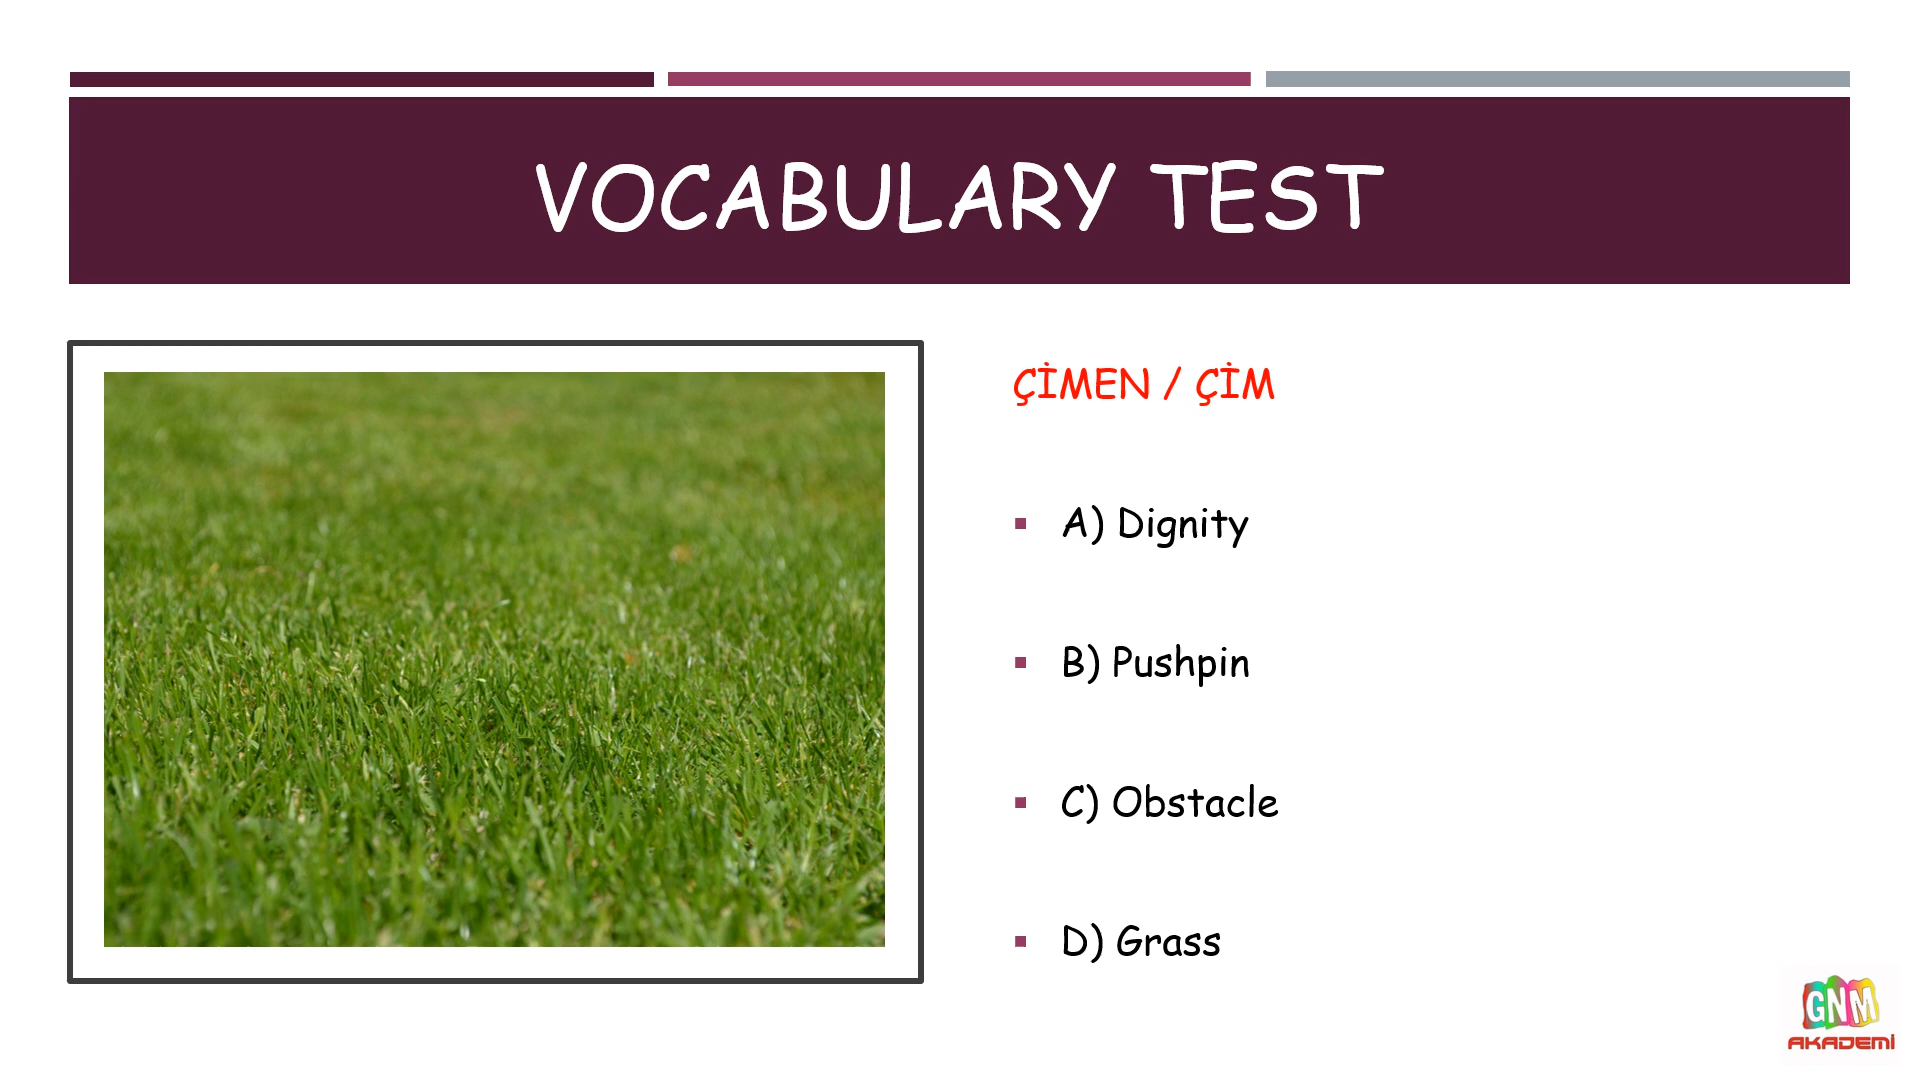 VOCABULARY TEST
ÇİMEN / ÇİM
A) Dignity
B) Pushpin
C) Obstacle
D) Grass
GNM
AKADEMİ